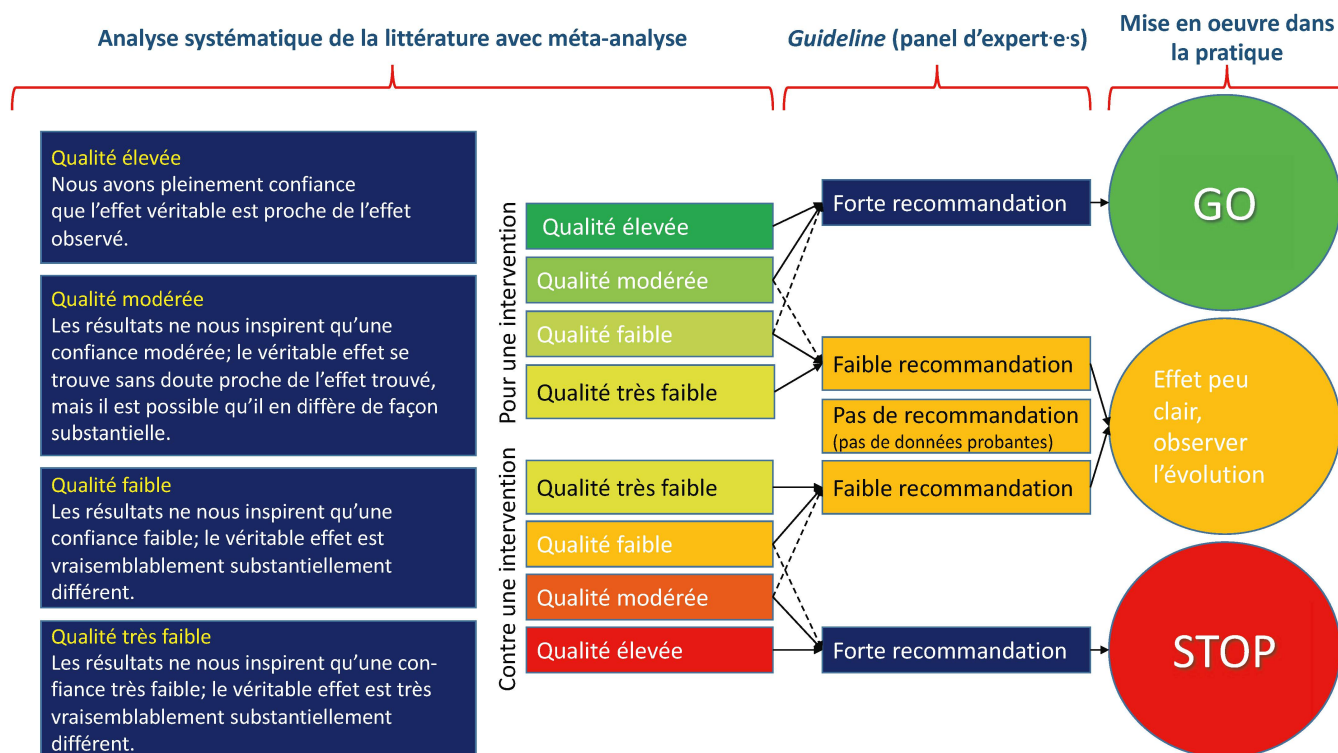 Analyse systématique de la littérature avec méta-analyse
Guideline (panel d'expert·e·s)
Mise en oeuvre dans
la pratique
Qualité élevée
Nous avons pleinement confiance
que l'effet véritable est proche de l'effet
observé.
Qualité modérée
Les résultats ne nous inspirent qu'une
confiance modérée; le véritable effet se
trouve sans doute proche de l'effet trouvé,
mais il est possible qu'il en diffère de façon
substantielle.
Qualité faible
Les résultats ne nous inspirent qu'une
confiance faible; le véritable effet est
vraisemblablement substantiellement
différent.
Qualité très faible
Les résultats ne nous inspirent qu'une con-
fiance très faible; le véritable effet est très
vraisemblablement substantiellement
différent.
Pour une intervention
Qualité élevée
Qualité modérée
Qualité faible
Qualité très faible
Contre une intervention
Qualité très faible
Qualité faible
Qualité modérée
Qualité élevée
Forte recommandation
Faible recommandation
Pas de recommandation
(pas de données probantes)
Faible recommandation
Forte recommandation
GO
Effet peu
clair,
observer
l'évolution
STOP